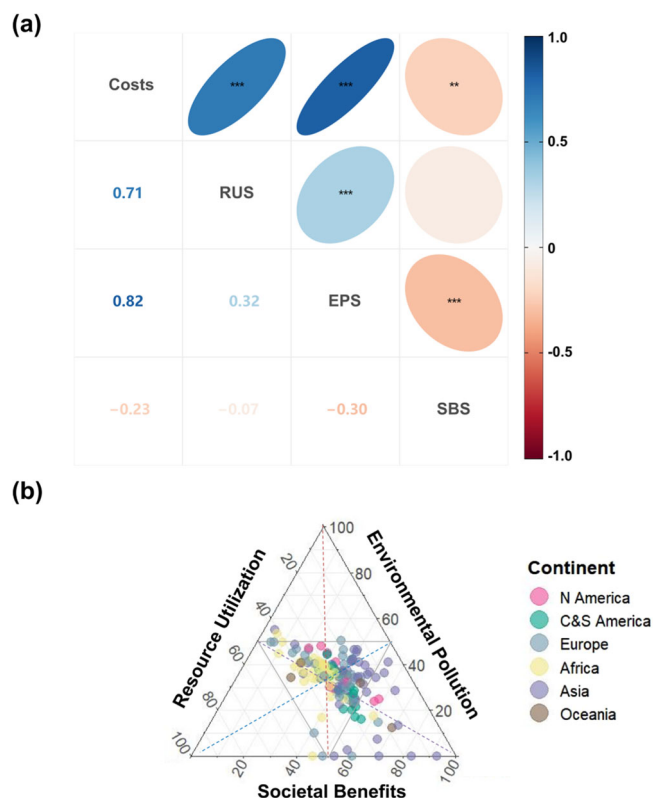 (a)
Costs
***
***
**
0.71
RUS
***
0.82
0.32
EPS
***
−0.23
−0.07
−0.30
SBS
1.0
0.5
0
-0.5
-1.0
(b)
Resource Utilization
Environmental Pollution
Societal Benefits
20
40
60
80
100
100
80
60
40
20
20
40
60
80
100
Continent
N America
C&S America
Europe
Africa
Asia
Oceania